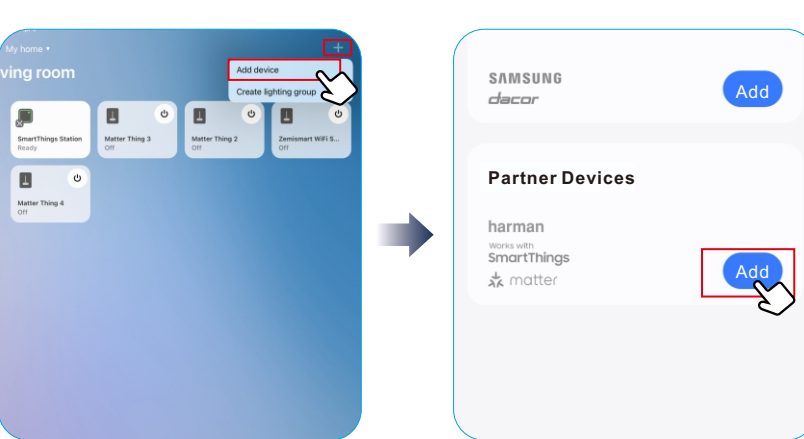 My home
ving room
Add device
Create lighting group
SmartThings Station
Ready
Matter Thing 3
Off
Matter Thing 2
Off
Zemismart WiFi S...
Off
Matter Thing 4
Off
SAMSUNG
dacor
Add
Partner Devices
harman
Works with
SmartThings
matter
Add